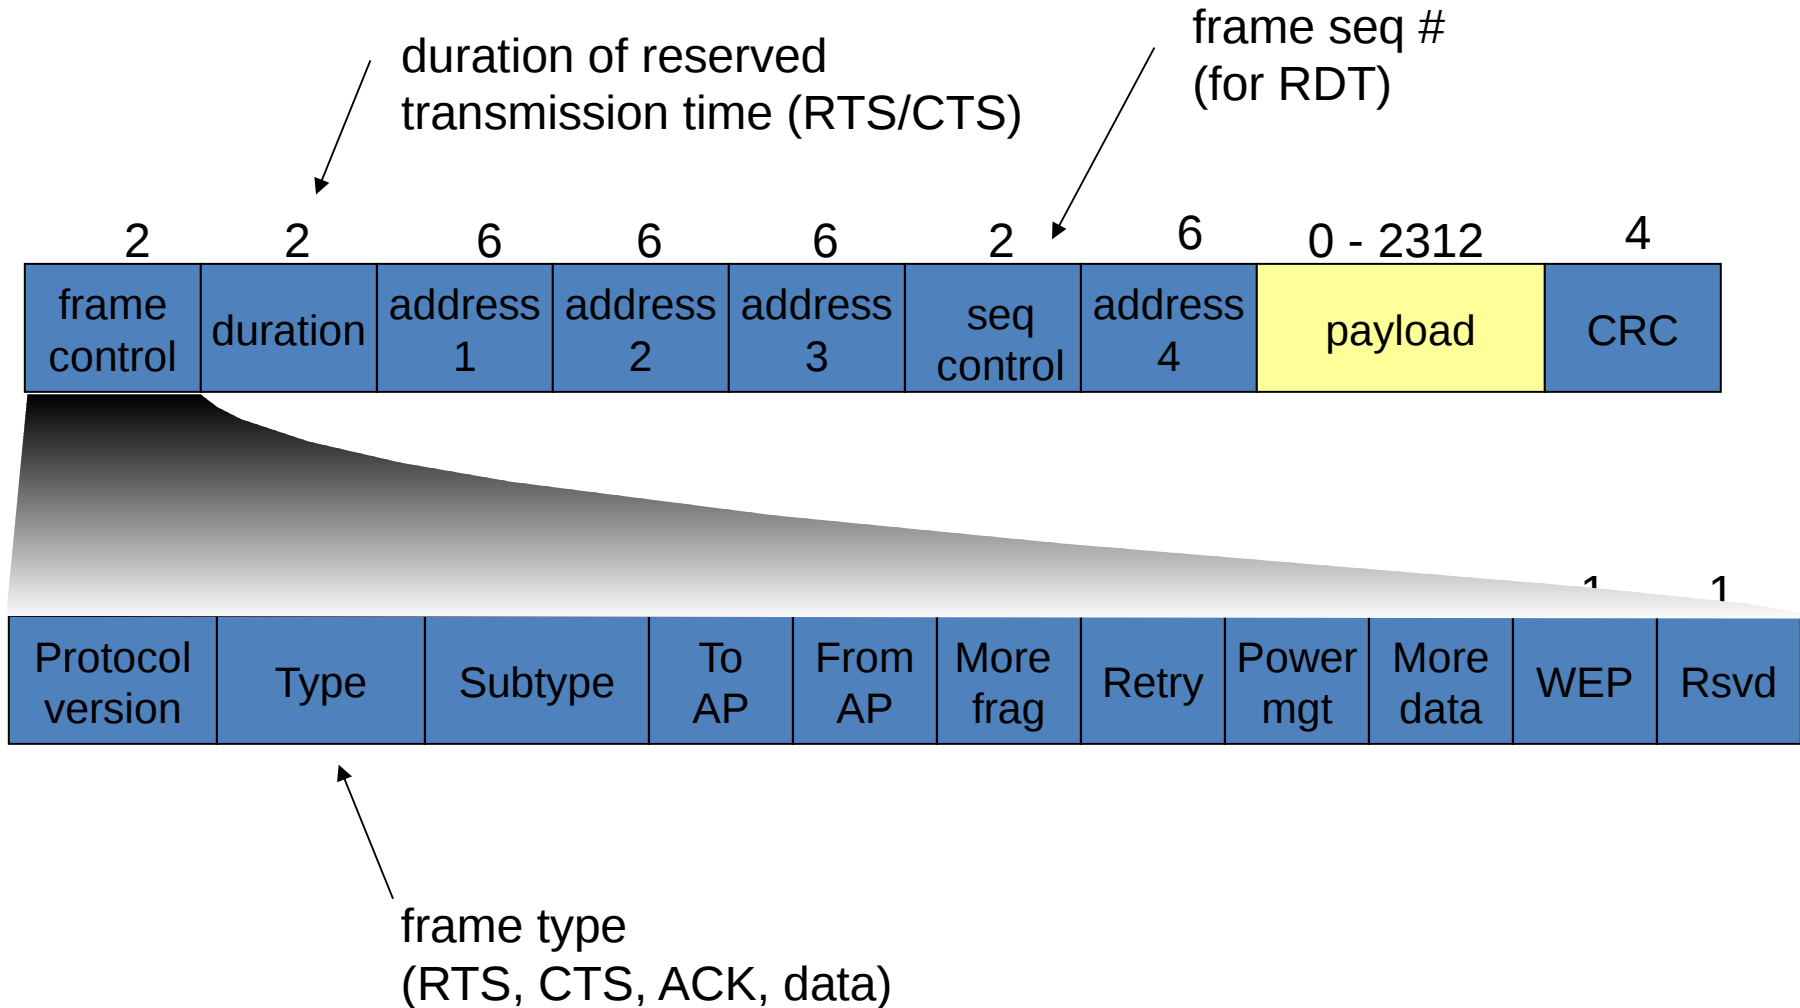 frame seq #
(for RDT)
duration of reserved
transmission time (RTS/CTS)
2 2 6 6 6 2 6 0 - 2312 4
frame
control
duration
address
1
address
2
address
3
seq
control
address
4
payload
CRC
1 1
Protocol
version
Type
Subtype
To
AP
From
AP
More
frag
Retry
Power
mgt
More
data
WEP
Rsvd
frame type
(RTS, CTS, ACK, data)